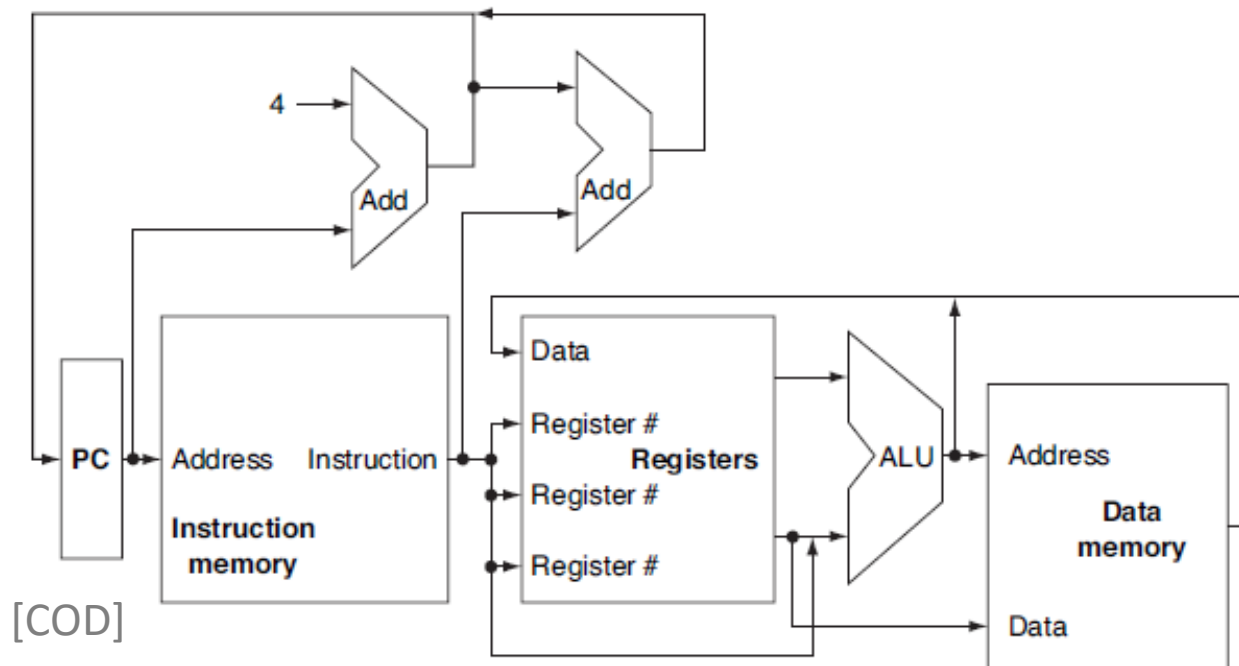 4
Add
Add
Data
Register #
Register #
Register #
Registers
PC
Address
Instruction
Instruction
memory
ALU
Address
Data
memory
Data
[COD]